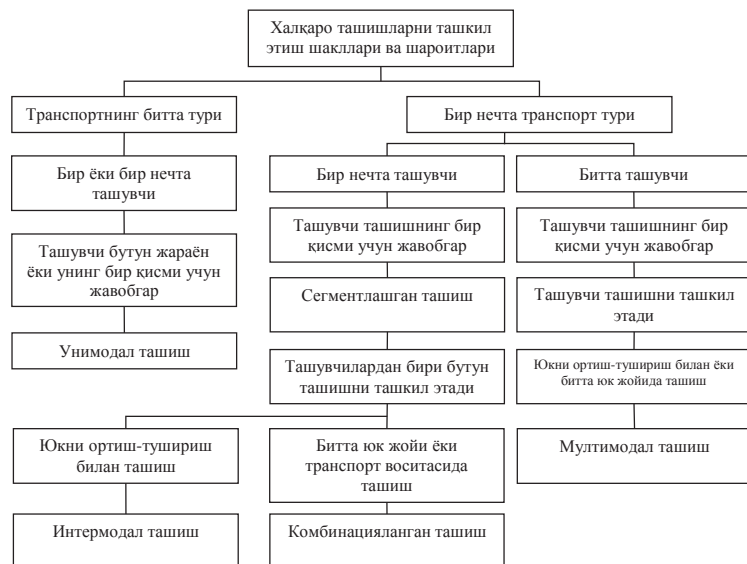 Халқаро ташишларни ташкил
этиш шакллари ва шароитлари
Транспортнинг битта тури
Бир нечта транспорт тури
Бир ёки бир нечта
ташувчи
Бир нечта ташувчи
Битта ташувчи
Ташувчи бутун жараён
ёки унинг бир қисми учун
жавобгар
Ташувчи ташишнинг бир
қисми учун жавобгар
Ташувчи ташишнинг бир
қисми учун жавобгар
Сегментлашган ташиш
Ташувчи ташишни ташкил
этади
Унимодал ташиш
Ташувчилардан бири бутун
ташишни ташкил этади
Юкни ортиш-тушириш билан ёки
битта юк жойида ташиш
Юкни ортиш-тушириш
билан ташиш
Битта юк жойи ёки
транспорт воситасида
ташиш
Мултимодал ташиш
Интермодал ташиш
Комбинацияланган ташиш